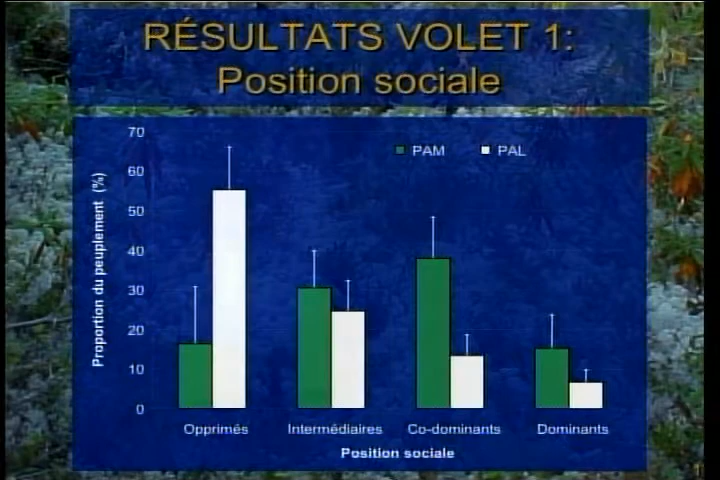 RÉSULTATS VOLET 1:
Position sociale
70
60
50
40
30
20
10
0
Proportion du peuplement (%)
PAM
PAL
Opprimés
Intermédiaires
Co-dominants
Dominants
Position sociale